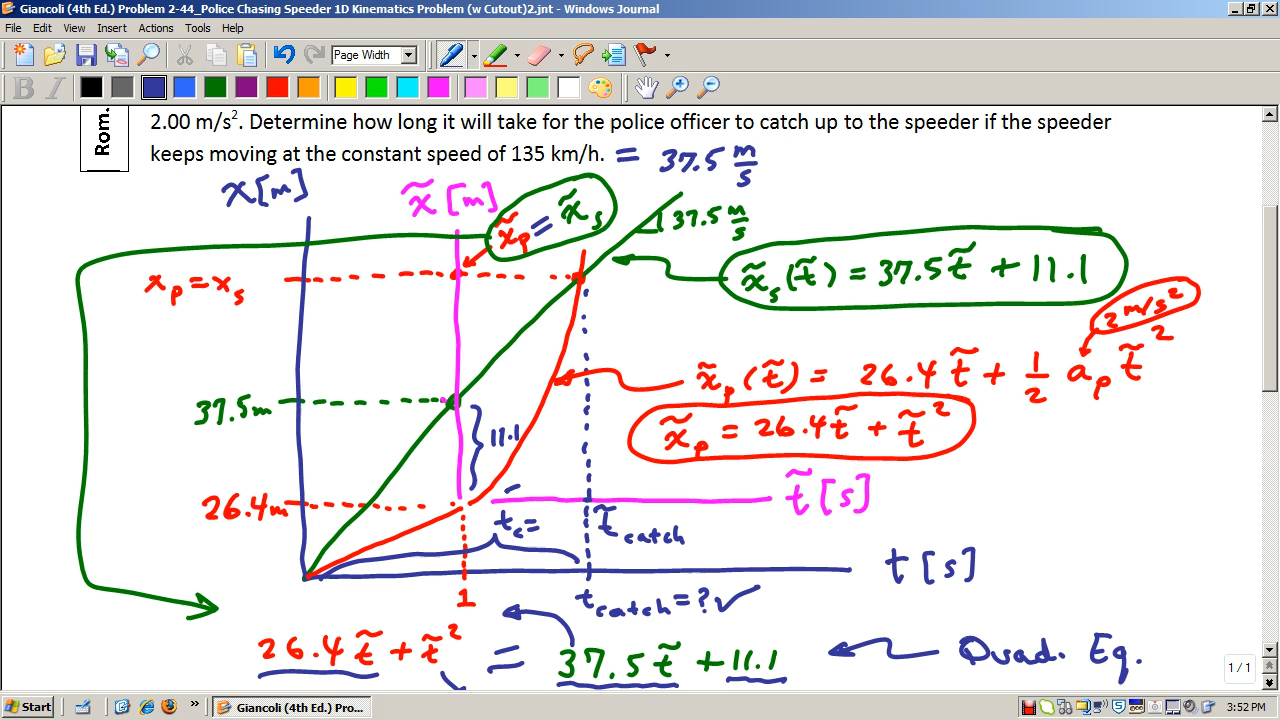 Giancoli (4th Ed.) Problem 2-44_Police Chasing Speeder 1D Kinematics Problem (w Cutout)2.jnt - Windows Journal
File Edit View Insert Actions Tools Help
Page Width
B I
Rom.
2.00 m/s². Determine how long it will take for the police officer to catch up to the speeder if the speeder
keeps moving at the constant speed of 135 km/h. = 37.5 m/s
x[m]
x̃[m]
x̃ₚ = x̃ₛ
37.5 m/s
xₚ = xₛ
x̃ₛ(t̃) = 37.5t̃ + 11.1
2 m/s²
x̃ₚ(t̃) = 26.4t̃ + 1/2 aₚt̃²
37.5m
x̃ₚ = 26.4t̃ + t̃²
11.1
t̃[s]
26.4m
t_c=
t̃catch
t[s]
1
tcatch=?✓
26.4t̃ + t̃² = 37.5t̃ + 11.1
Quad. Eq.
1 / 1
Start
Giancoli (4th Ed.) Pro...
3:52 PM